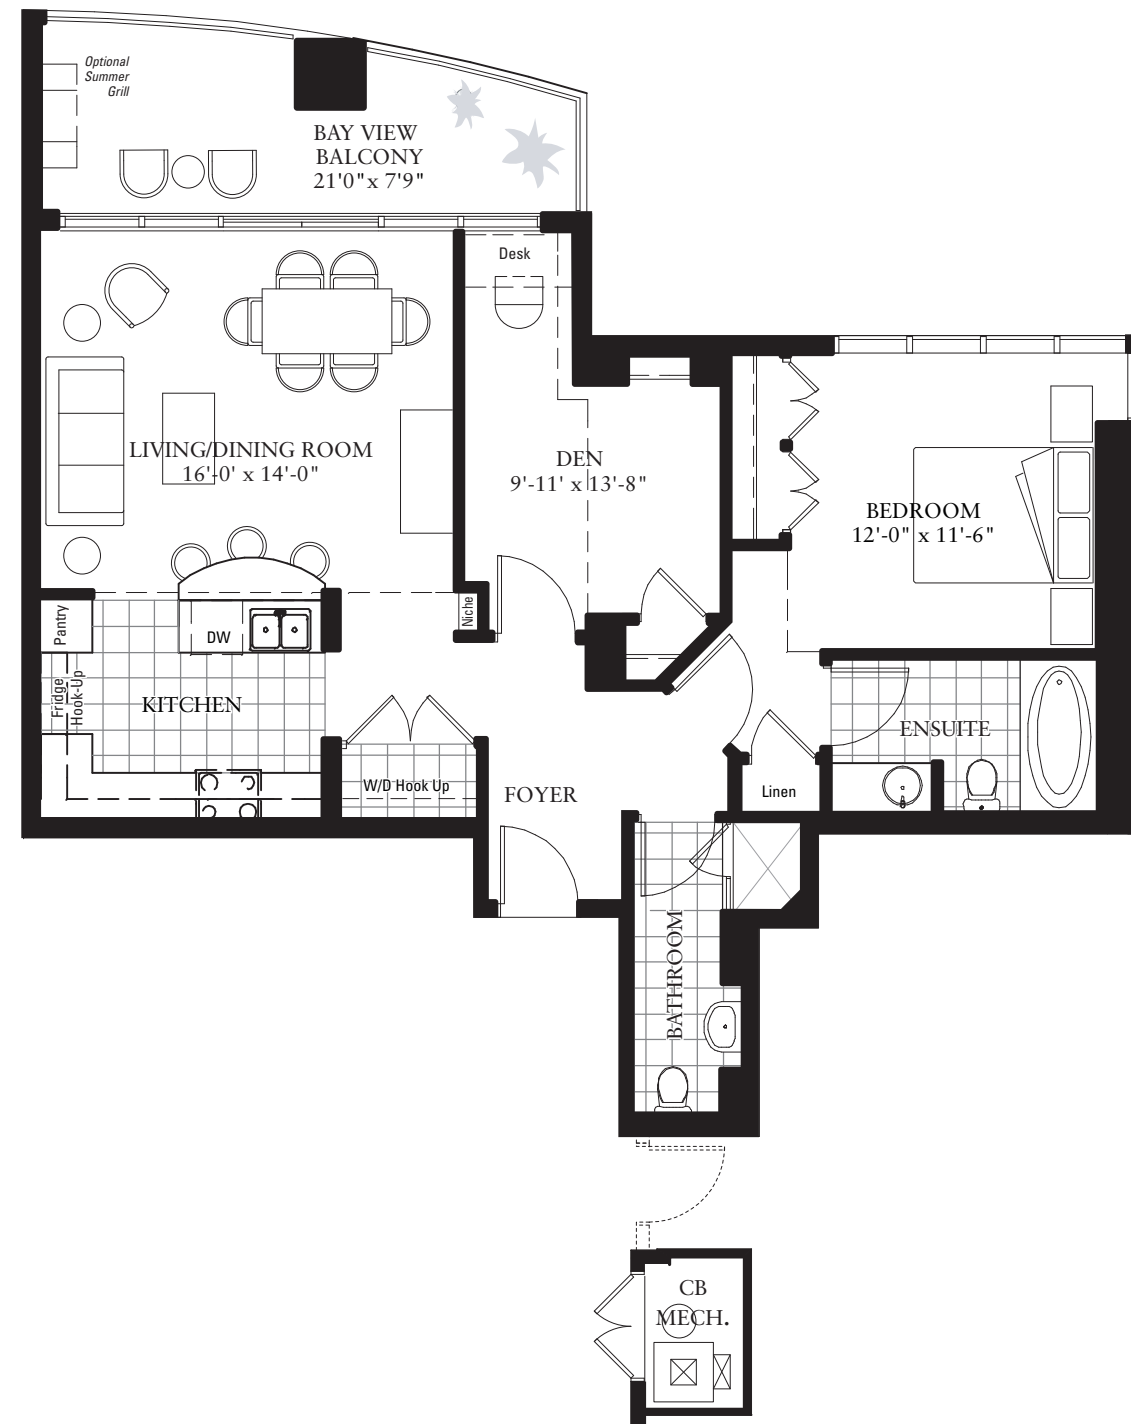 Optional
Summer
Grill
BAY VIEW
BALCONY
21'0"x 7'9"
Desk
LIVING/DINING ROOM
16'-0' x 14'-0"
DEN
9'-11' x 13'-8"
BEDROOM
12'-0" x 11'-6"
Niche
Pantry
DW
Fridge
Hook-Up
KITCHEN
ENSUITE
W/D Hook Up
FOYER
Linen
BATHROOM
CB
MECH.